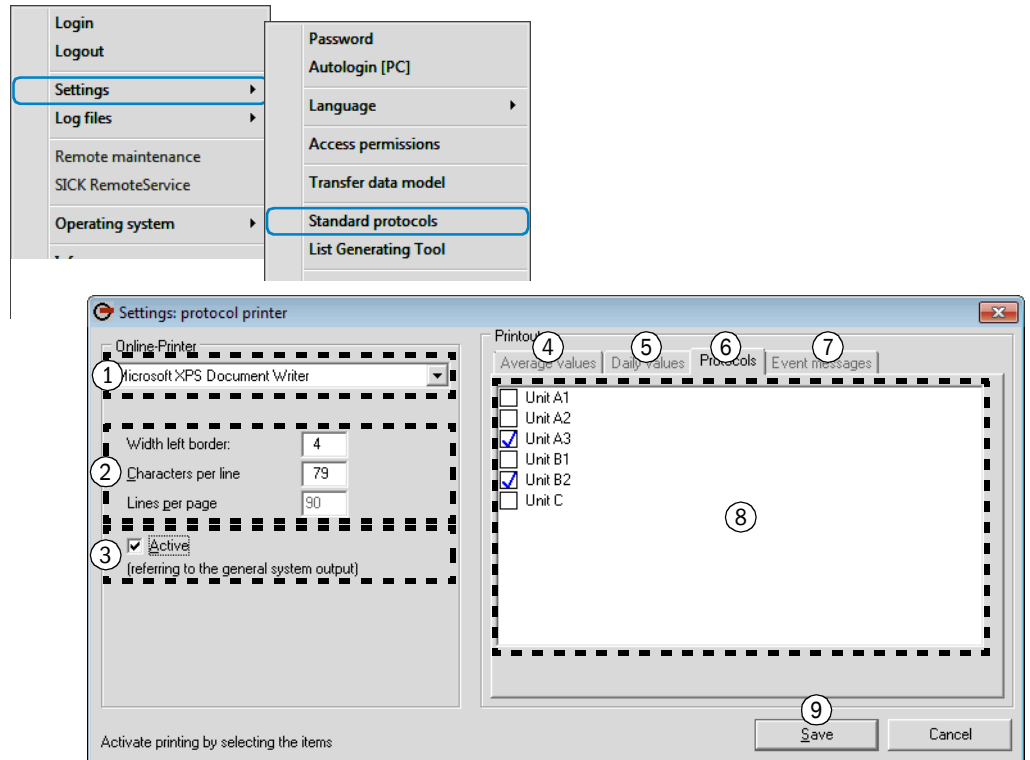 Login
Logout
Settings
Log files
Remote maintenance
SICK RemoteService
Operating system
Password
Autologin [PC]
Language
Access permissions
Transfer data model
Standard protocols
List Generating Tool
Settings: protocol printer
Online-Printer
1 Microsoft XPS Document Writer
2
Width left border: 4
Characters per line 79
Lines per page 90
3 Active
(referring to the general system output)
Printout
4 5 6 7
Average values Daily values Protocols Event messages
Unit A1
Unit A2
Unit A3
Unit B1
Unit B2
Unit C
8
9
Activate printing by selecting the items
Save Cancel